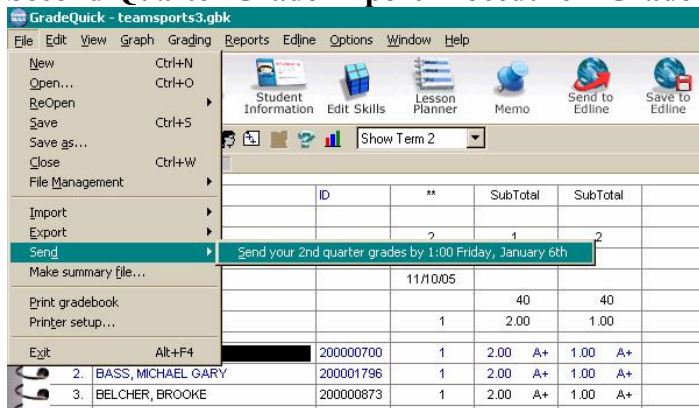 GradeQuick - teamsports3.gbk
File Edit View Graph Grading Reports Edline Options Window Help
New Ctrl+N
Open... Ctrl+O
ReOpen
Save Ctrl+S
Save as...
Close Ctrl+W
File Management
Import
Export
Send
Send your 2nd quarter grades by 1:00 Friday, January 6th
Make summary file...
Print gradebook
Printer setup...
Exit Alt+F4
Student Information
Edit Skills
Lesson Planner
Memo
Send to Edline
Save to Edline
Show Term 2
ID ** SubTotal SubTotal
2 1 2
11/10/05
40 40
1 2.00 1.00
200000700 1 2.00 A+ 1.00 A+
2. BASS, MICHAEL GARY 200001796 1 2.00 A+ 1.00 A+
3. BELCHER, BROOKE 200000873 1 2.00 A+ 1.00 A+